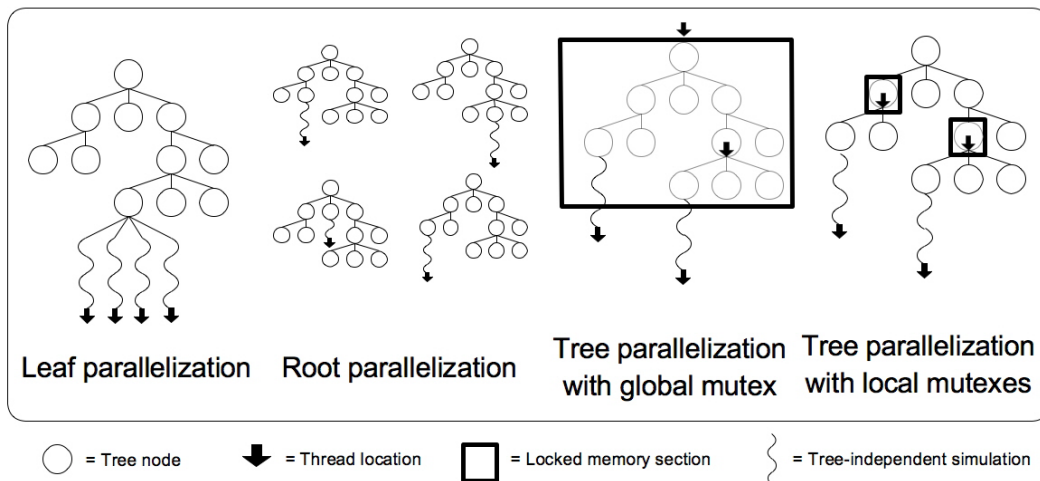 Leaf parallelization
Root parallelization
Tree parallelization
with global mutex
Tree parallelization
with local mutexes
= Tree node
= Thread location
= Locked memory section
= Tree-independent simulation